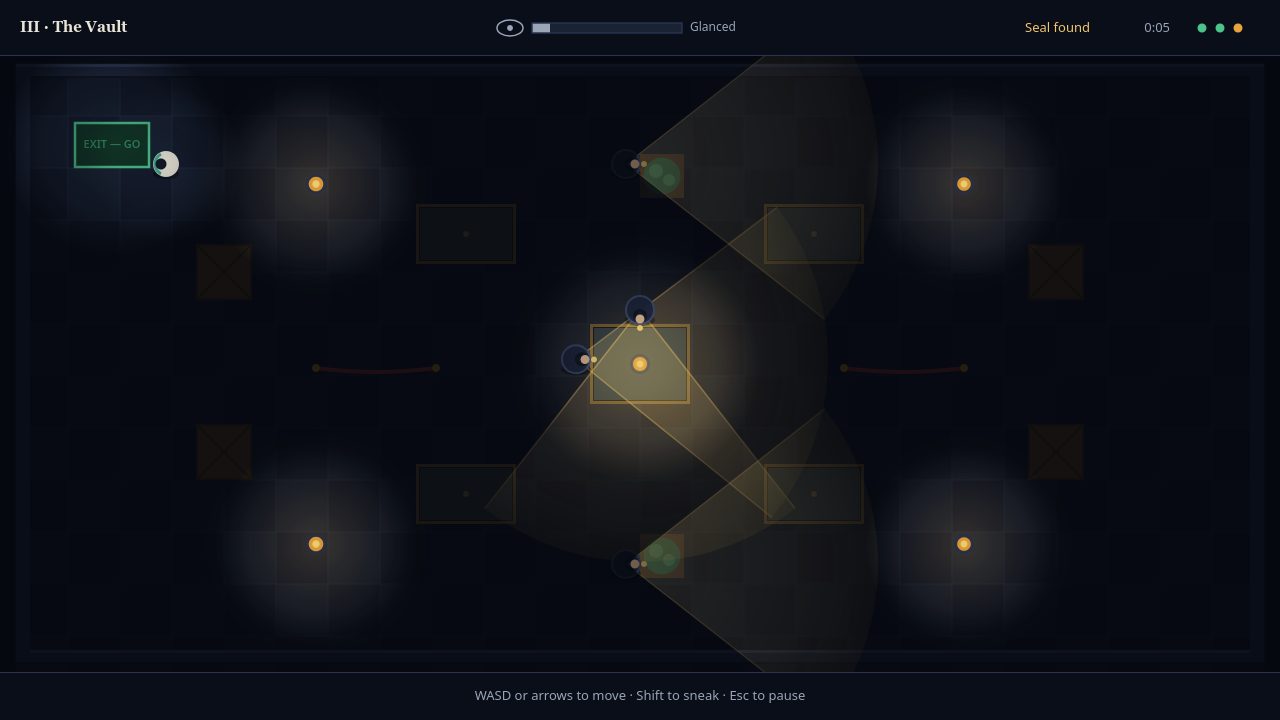 III · The Vault
Glanced
Seal found
0:05
EXIT — GO
WASD or arrows to move · Shift to sneak · Esc to pause